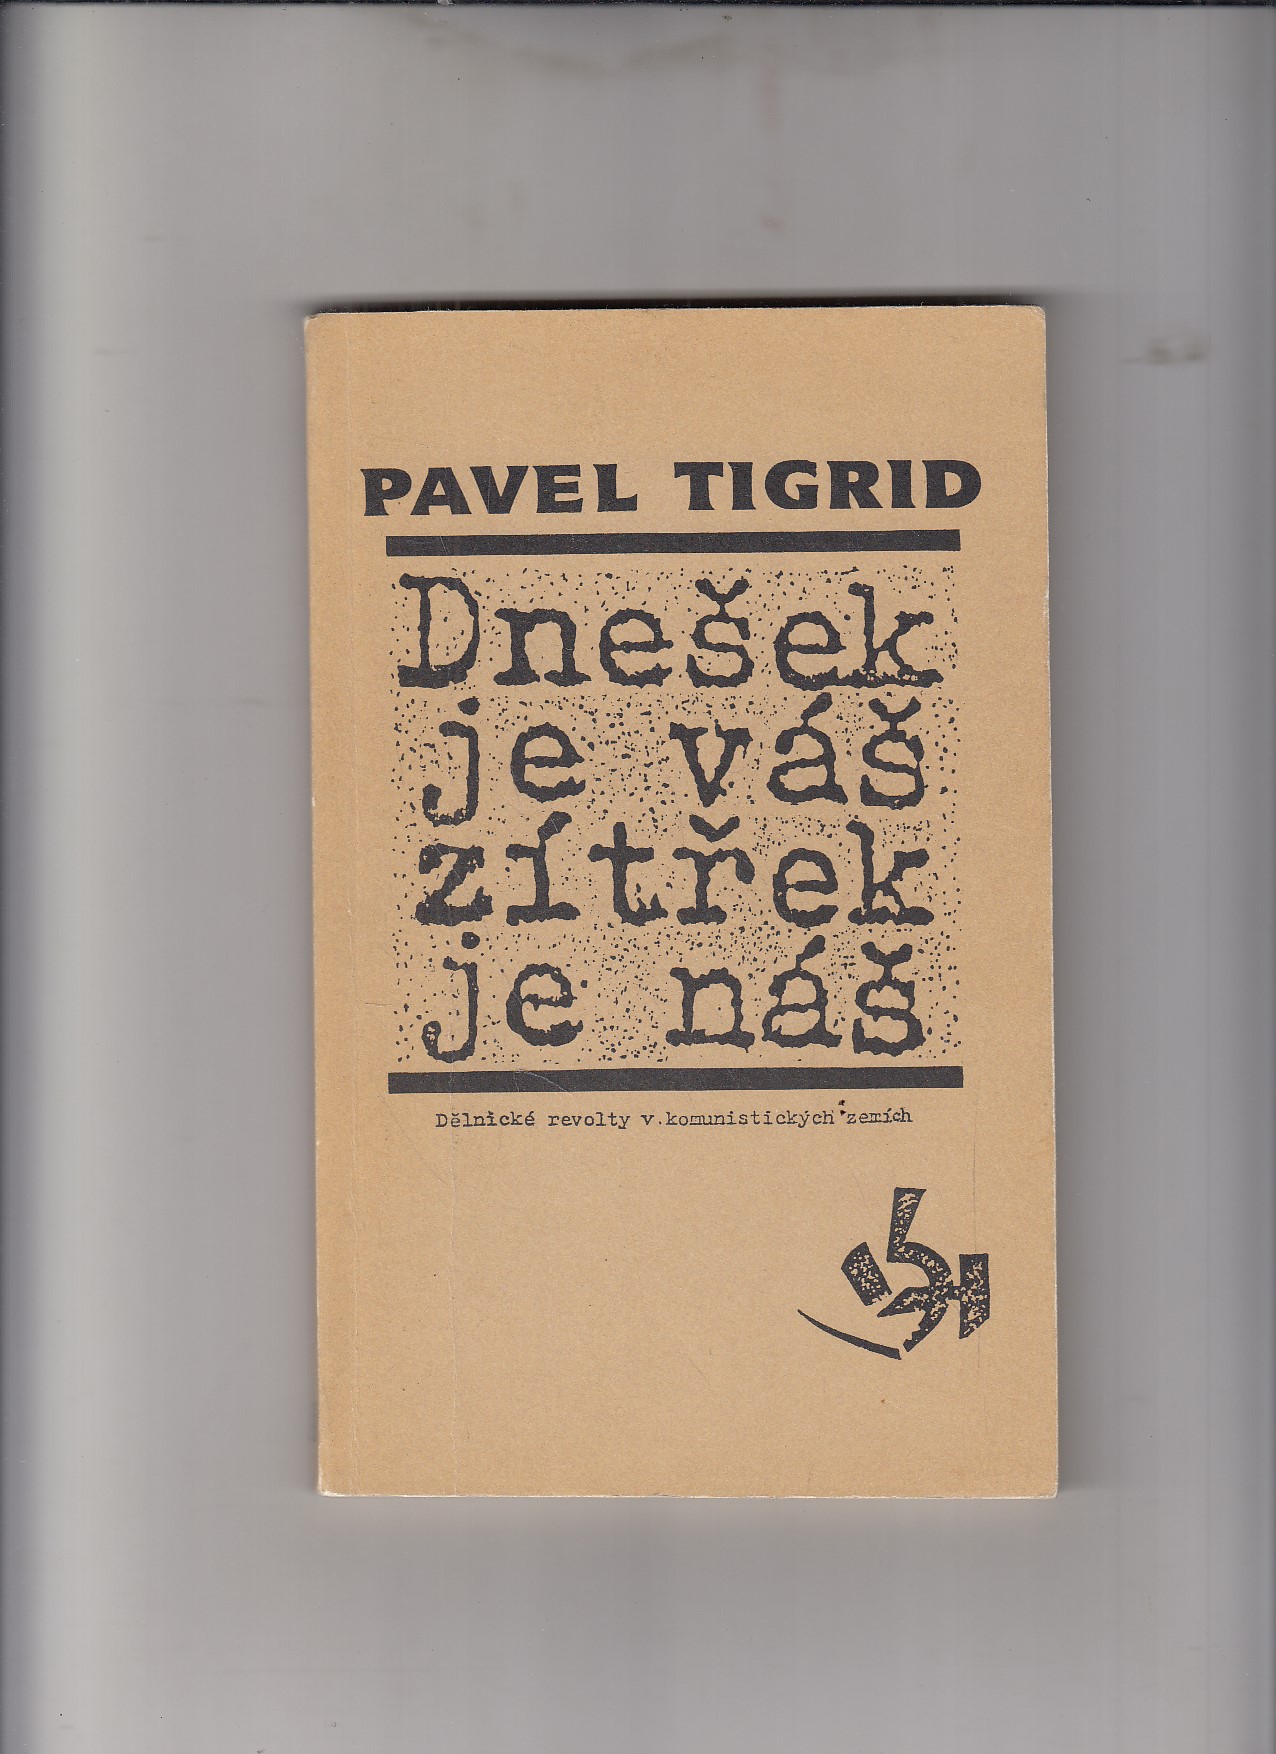 PAVEL TIGRID
Dnešek
je váš
zítřek
je náš
Dělnické revolty v komunistických zemích